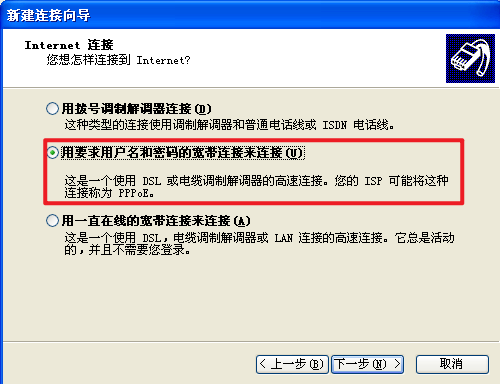 新建连接向导
Internet 连接
您想怎样连接到 Internet?
用拨号调制解调器连接(D)
这种类型的连接使用调制解调器和普通电话线或 ISDN 电话线。
用要求用户名和密码的宽带连接来连接(U)
这是一个使用 DSL 或电缆调制解调器的高速连接。您的 ISP 可能将这种
连接称为 PPPoE。
用一直在线的宽带连接来连接(A)
这是一个使用 DSL,电缆调制解调器或 LAN 连接的高速连接。它总是活动
的,并且不需要您登录。
< 上一步(B) 下一步(N) > 取消